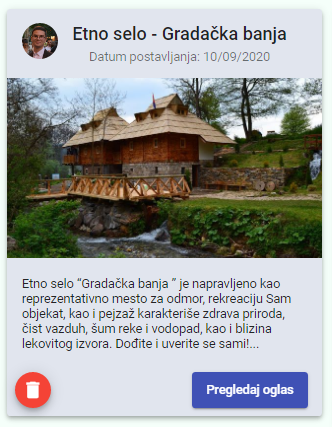 Etno selo - Gradačka banja
Datum postavljanja: 10/09/2020
Etno selo “Gradačka banja ” je napravljeno kao
reprezentativno mesto za odmor, rekreaciju Sam
objekat, kao i pejzaž karakteriše zdrava priroda,
čist vazduh, šum reke i vodopad, kao i blizina
lekovitog izvora. Dođite i uverite se sami!...
Pregledaj oglas